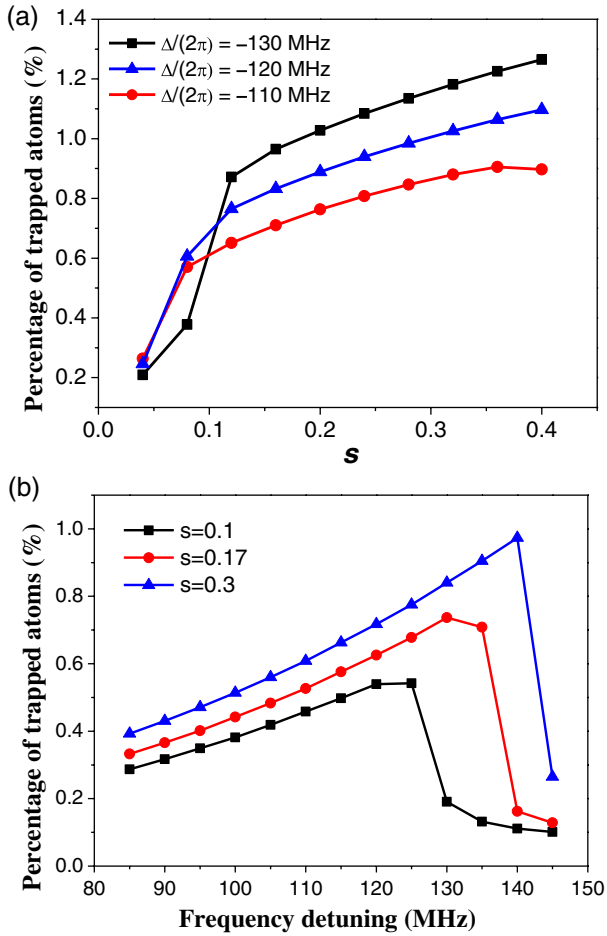 (a)
Δ/(2π) = −130 MHz
Δ/(2π) = −120 MHz
Δ/(2π) = −110 MHz
Percentage of trapped atoms (%)
1.4
1.2
1.0
0.8
0.6
0.4
0.2
0.0 0.1 0.2 0.3 0.4
s
(b)
s=0.1
s=0.17
s=0.3
Percentage of trapped atoms (%)
1.0
0.8
0.6
0.4
0.2
0.0
80 90 100 110 120 130 140 150
Frequency detuning (MHz)